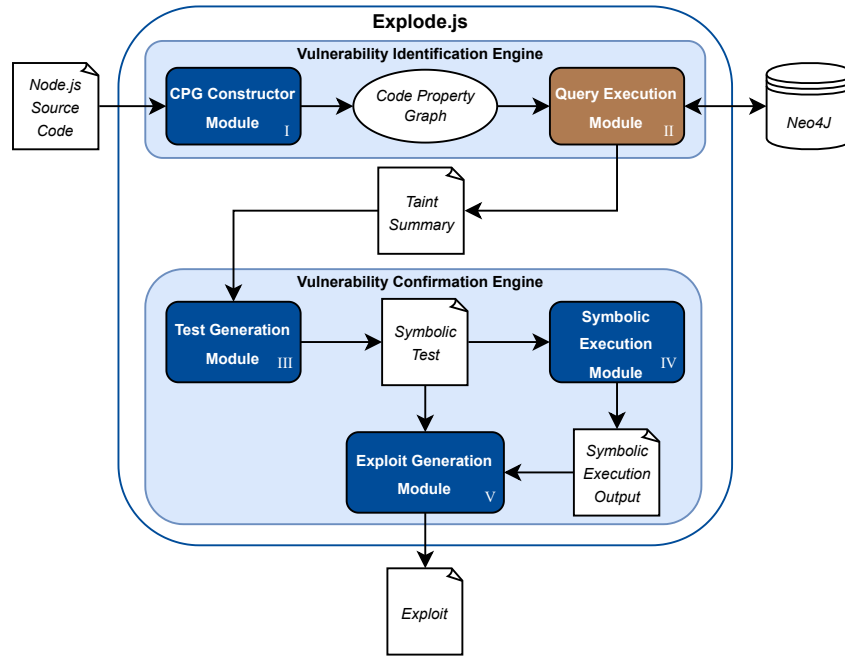 Explode.js
Vulnerability Identification Engine
Node.js
Source
Code
CPG Constructor
Module
I
Code Property
Graph
Query Execution
Module
II
Neo4J
Taint
Summary
Vulnerability Confirmation Engine
Test Generation
Module
III
Symbolic
Test
Symbolic
Execution
Module
IV
Exploit Generation
Module
V
Symbolic
Execution
Output
Exploit